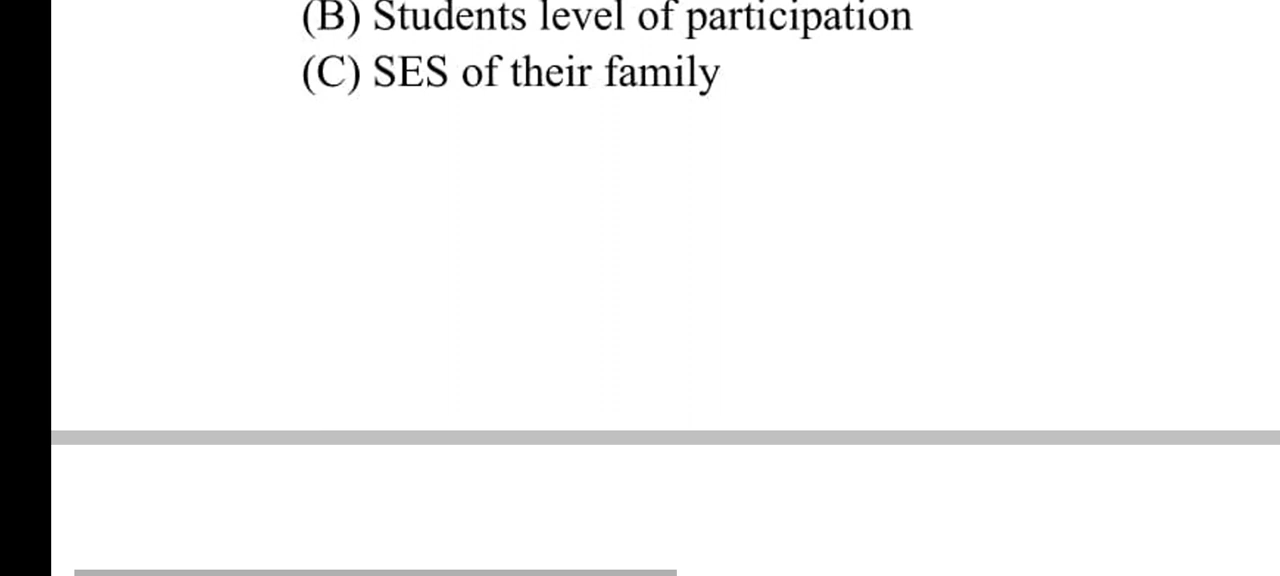 (B) Students level of participation
(C) SES of their family